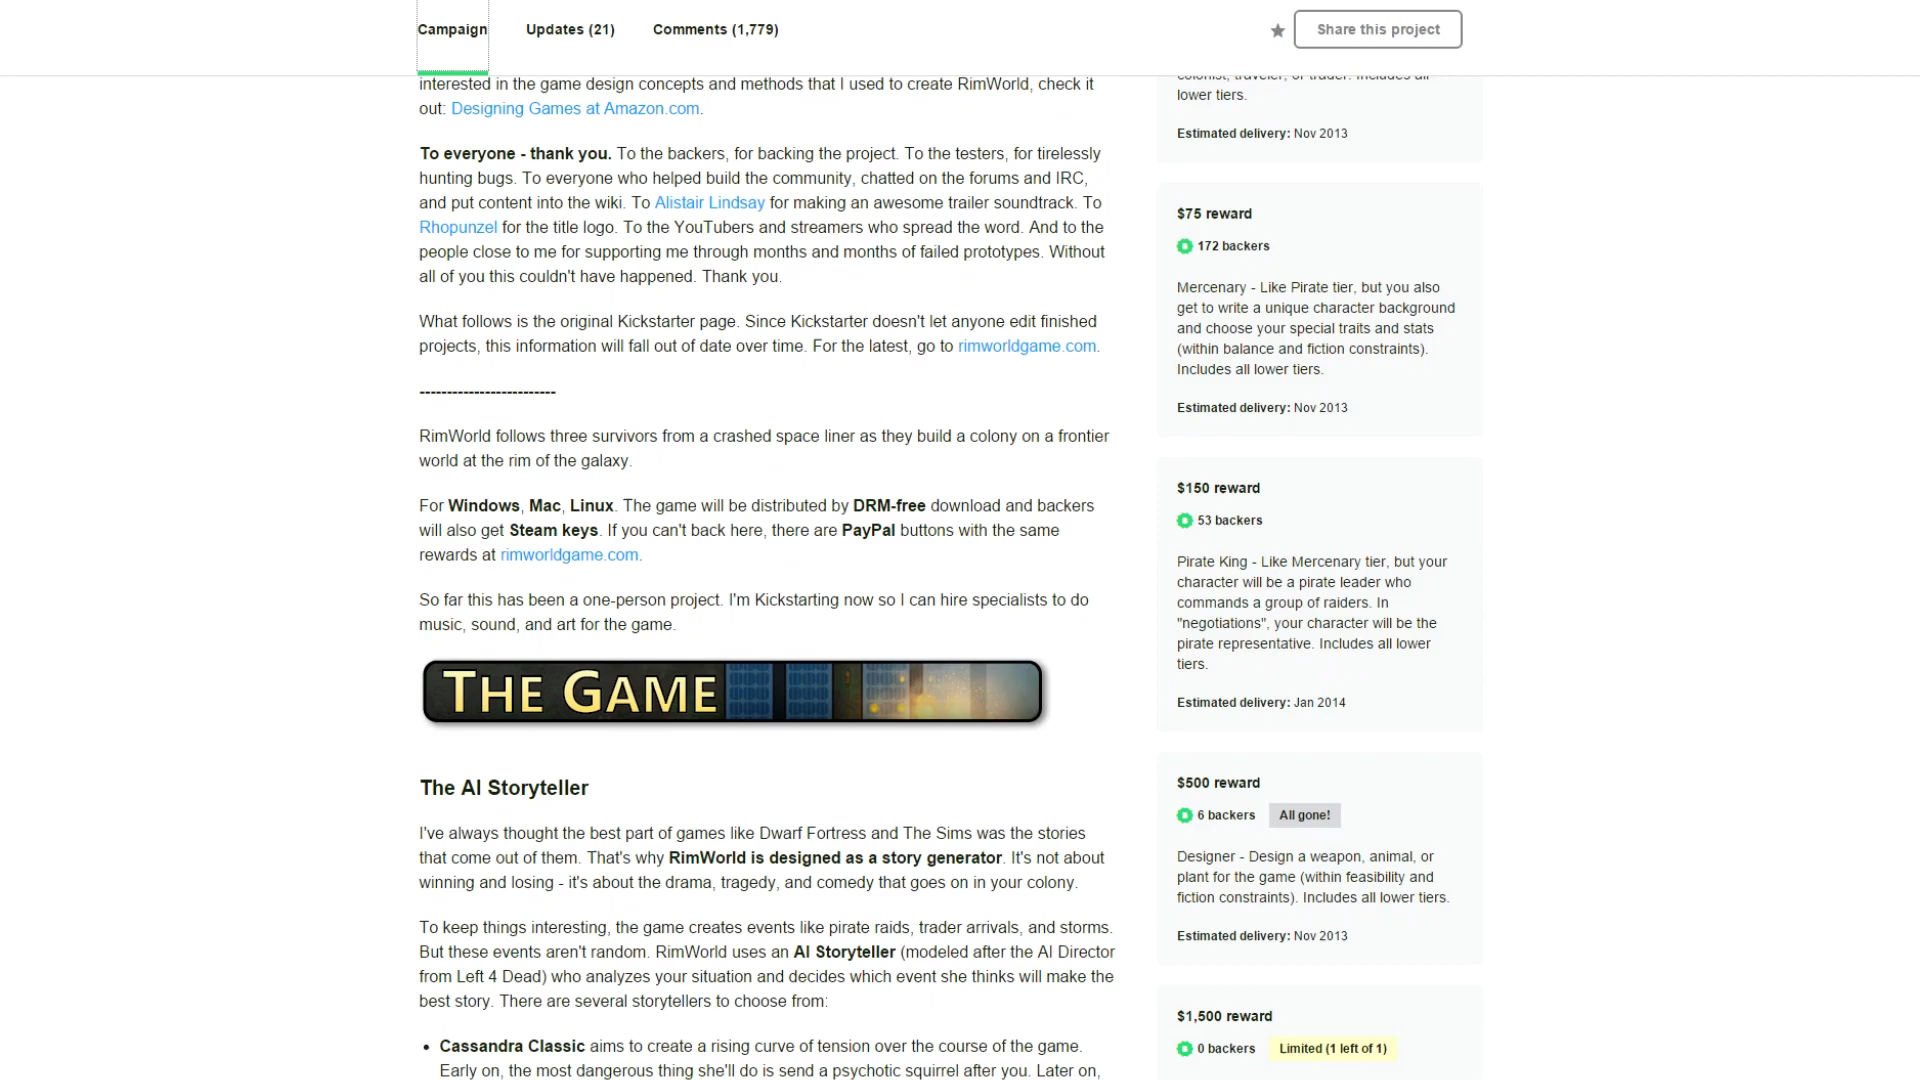 Campaign
Updates (21)
Comments (1,779)
Share this project
interested in the game design concepts and methods that I used to create RimWorld, check it
out: Designing Games at Amazon.com.
To everyone - thank you. To the backers, for backing the project. To the testers, for tirelessly
hunting bugs. To everyone who helped build the community, chatted on the forums and IRC,
and put content into the wiki. To Alistair Lindsay for making an awesome trailer soundtrack. To
Rhopunzel for the title logo. To the YouTubers and streamers who spread the word. And to the
people close to me for supporting me through months and months of failed prototypes. Without
all of you this couldn't have happened. Thank you.
What follows is the original Kickstarter page. Since Kickstarter doesn't let anyone edit finished
projects, this information will fall out of date over time. For the latest, go to rimworldgame.com.
-------------------------
RimWorld follows three survivors from a crashed space liner as they build a colony on a frontier
world at the rim of the galaxy.
For Windows, Mac, Linux. The game will be distributed by DRM-free download and backers
will also get Steam keys. If you can't back here, there are PayPal buttons with the same
rewards at rimworldgame.com.
So far this has been a one-person project. I'm Kickstarting now so I can hire specialists to do
music, sound, and art for the game.
THE GAME
The AI Storyteller
I've always thought the best part of games like Dwarf Fortress and The Sims was the stories
that come out of them. That's why RimWorld is designed as a story generator. It's not about
winning and losing - it's about the drama, tragedy, and comedy that goes on in your colony.
To keep things interesting, the game creates events like pirate raids, trader arrivals, and storms.
But these events aren't random. RimWorld uses an AI Storyteller (modeled after the AI Director
from Left 4 Dead) who analyzes your situation and decides which event she thinks will make the
best story. There are several storytellers to choose from:
• Cassandra Classic aims to create a rising curve of tension over the course of the game.
Early on, the most dangerous thing she'll do is send a psychotic squirrel after you. Later on,
colonist, traveler, or trader. Includes all
lower tiers.
Estimated delivery: Nov 2013
$75 reward
172 backers
Mercenary - Like Pirate tier, but you also
get to write a unique character background
and choose your special traits and stats
(within balance and fiction constraints).
Includes all lower tiers.
Estimated delivery: Nov 2013
$150 reward
53 backers
Pirate King - Like Mercenary tier, but your
character will be a pirate leader who
commands a group of raiders. In
"negotiations", your character will be the
pirate representative. Includes all lower
tiers.
Estimated delivery: Jan 2014
$500 reward
6 backers All gone!
Designer - Design a weapon, animal, or
plant for the game (within feasibility and
fiction constraints). Includes all lower tiers.
Estimated delivery: Nov 2013
$1,500 reward
0 backers Limited (1 left of 1)